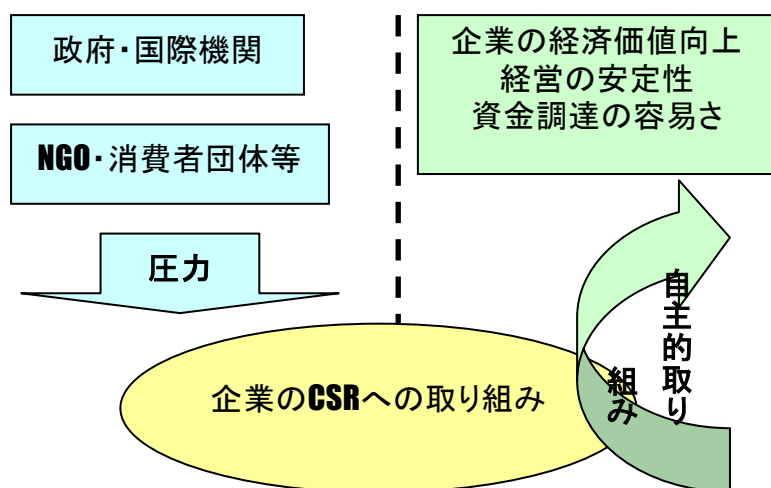 政府・国際機関
NGO・消費者団体等
圧力
企業の経済価値向上
経営の安定性
資金調達の容易さ
企業のCSRへの取り組み
自主的取り
組み